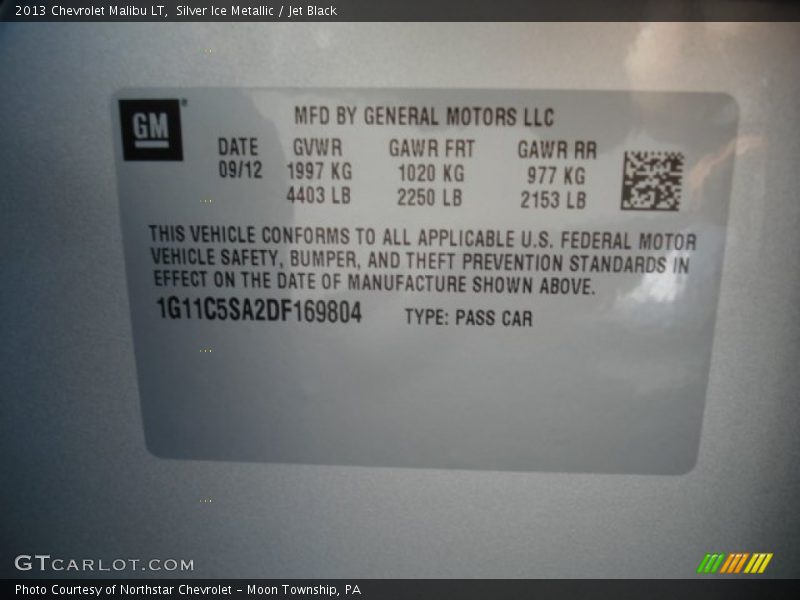 2013 Chevrolet Malibu LT,  Silver Ice Metallic / Jet Black
GM
MFD BY GENERAL MOTORS LLC
DATE GVWR GAWR FRT GAWR RR
09/12 1997 KG 1020 KG 977 KG
4403 LB 2250 LB 2153 LB
THIS VEHICLE CONFORMS TO ALL APPLICABLE U.S. FEDERAL MOTOR
VEHICLE SAFETY, BUMPER, AND THEFT PREVENTION STANDARDS IN
EFFECT ON THE DATE OF MANUFACTURE SHOWN ABOVE.
1G11C5SA2DF169804 TYPE: PASS CAR
GTCARLOT.COM
Photo Courtesy of Northstar Chevrolet - Moon Township, PA